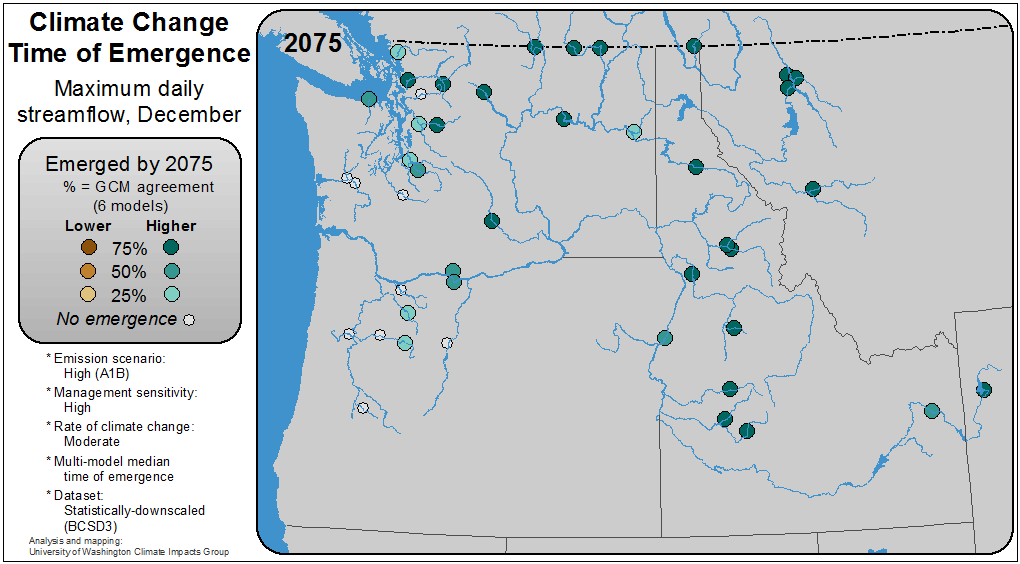 Climate Change
Time of Emergence
Maximum daily
streamflow, December
Emerged by 2075
% = GCM agreement
(6 models)
Lower Higher
75%
50%
25%
No emergence
* Emission scenario:
High (A1B)
* Management sensitivity:
High
* Rate of climate change:
Moderate
* Multi-model median
time of emergence
* Dataset:
Statistically-downscaled
(BCSD3)
Analysis and mapping:
University of Washington Climate Impacts Group
2075